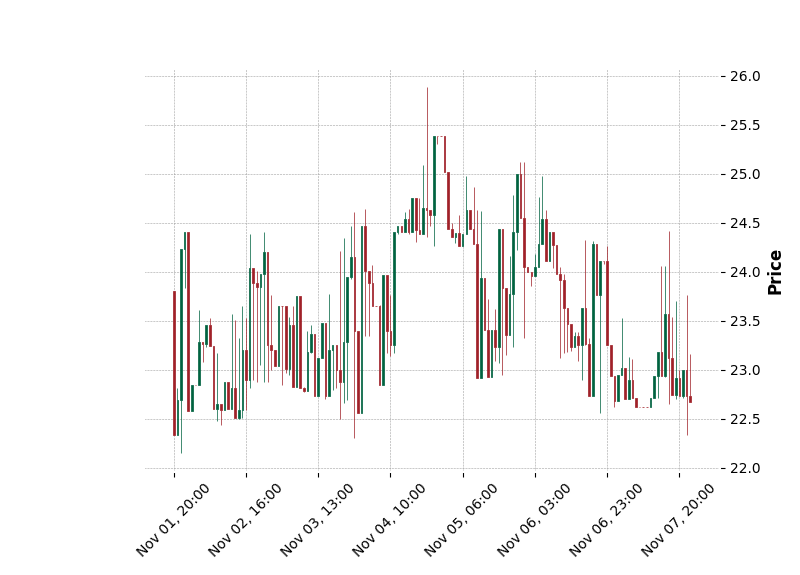 26.0
25.5
25.0
24.5
24.0
23.5
23.0
22.5
22.0
Price
Nov 01, 20:00
Nov 02, 16:00
Nov 03, 13:00
Nov 04, 10:00
Nov 05, 06:00
Nov 06, 03:00
Nov 06, 23:00
Nov 07, 20:00